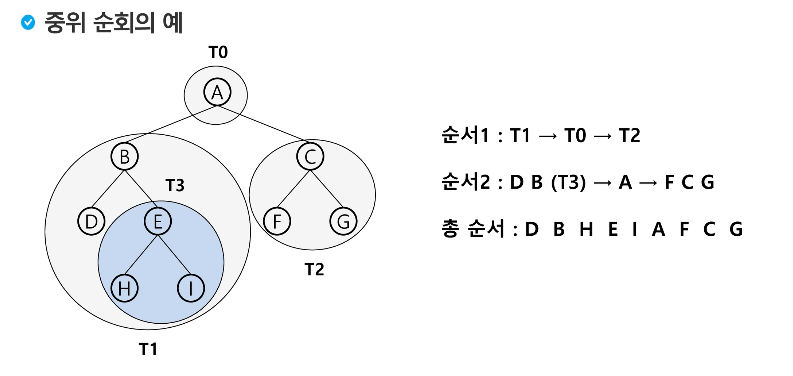 중위 순회의 예
T0
A
B
C
T3
D
E
F
G
H
I
T2
T1
순서1 : T1 → T0 → T2
순서2 : D B (T3) → A → F C G
총 순서 : D B H E I A F C G